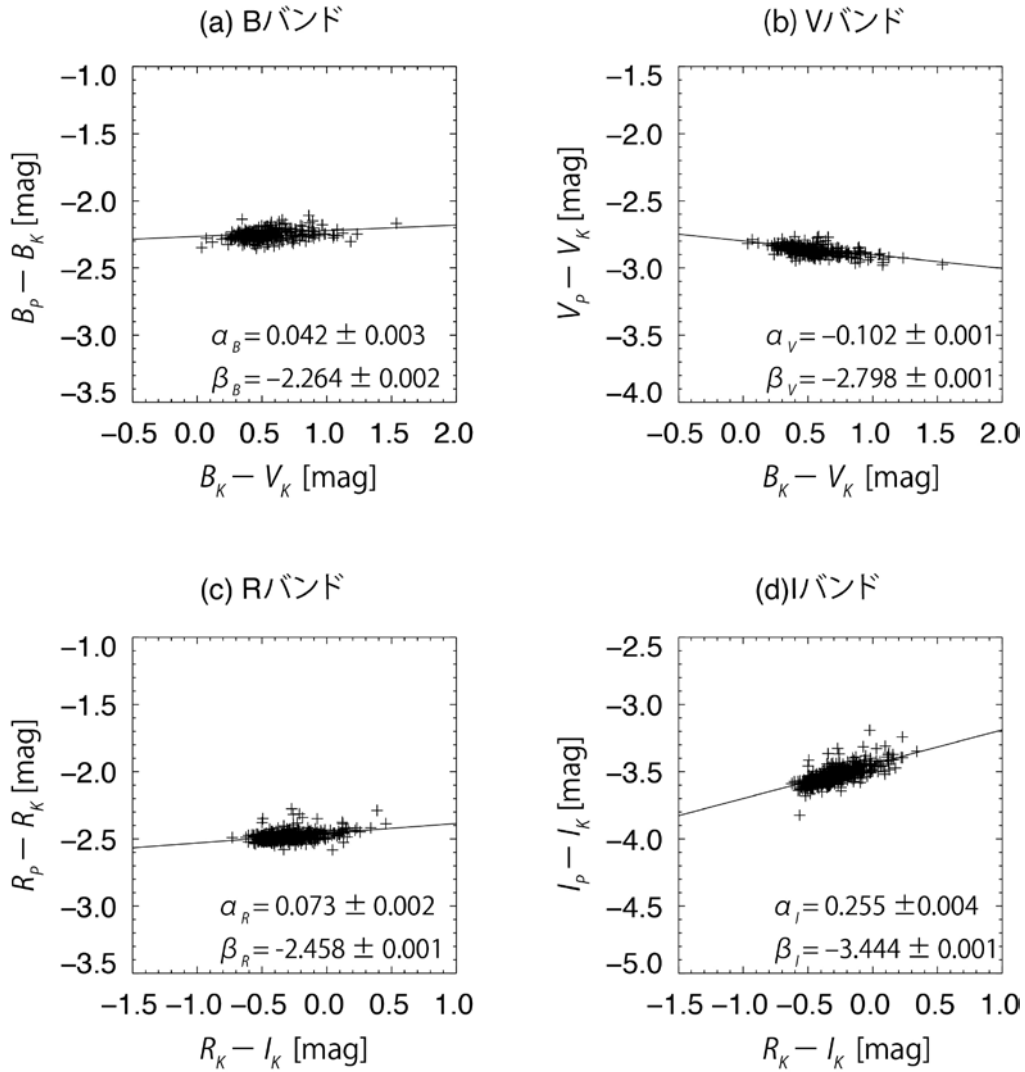 (a) Bバンド
−1.0
−1.5
−2.0
−2.5
−3.0
−3.5
B_P − B_K [mag]
α_B = 0.042 ± 0.003
β_B = -2.264 ± 0.002
−0.5 0.0 0.5 1.0 1.5 2.0
B_K − V_K [mag]
(b) Vバンド
−1.5
−2.0
−2.5
−3.0
−3.5
−4.0
V_P − V_K [mag]
α_V = −0.102 ± 0.001
β_V = −2.798 ± 0.001
−0.5 0.0 0.5 1.0 1.5 2.0
B_K − V_K [mag]
(c) Rバンド
−1.0
−1.5
−2.0
−2.5
−3.0
−3.5
R_P − R_K [mag]
α_R = 0.073 ± 0.002
β_R = -2.458 ± 0.001
−1.5 −1.0 −0.5 0.0 0.5 1.0
R_K − I_K [mag]
(d)Iバンド
−2.5
−3.0
−3.5
−4.0
−4.5
−5.0
I_P − I_K [mag]
α_I = 0.255 ±0.004
β_I = −3.444 ± 0.001
−1.5 −1.0 −0.5 0.0 0.5 1.0
R_K − I_K [mag]